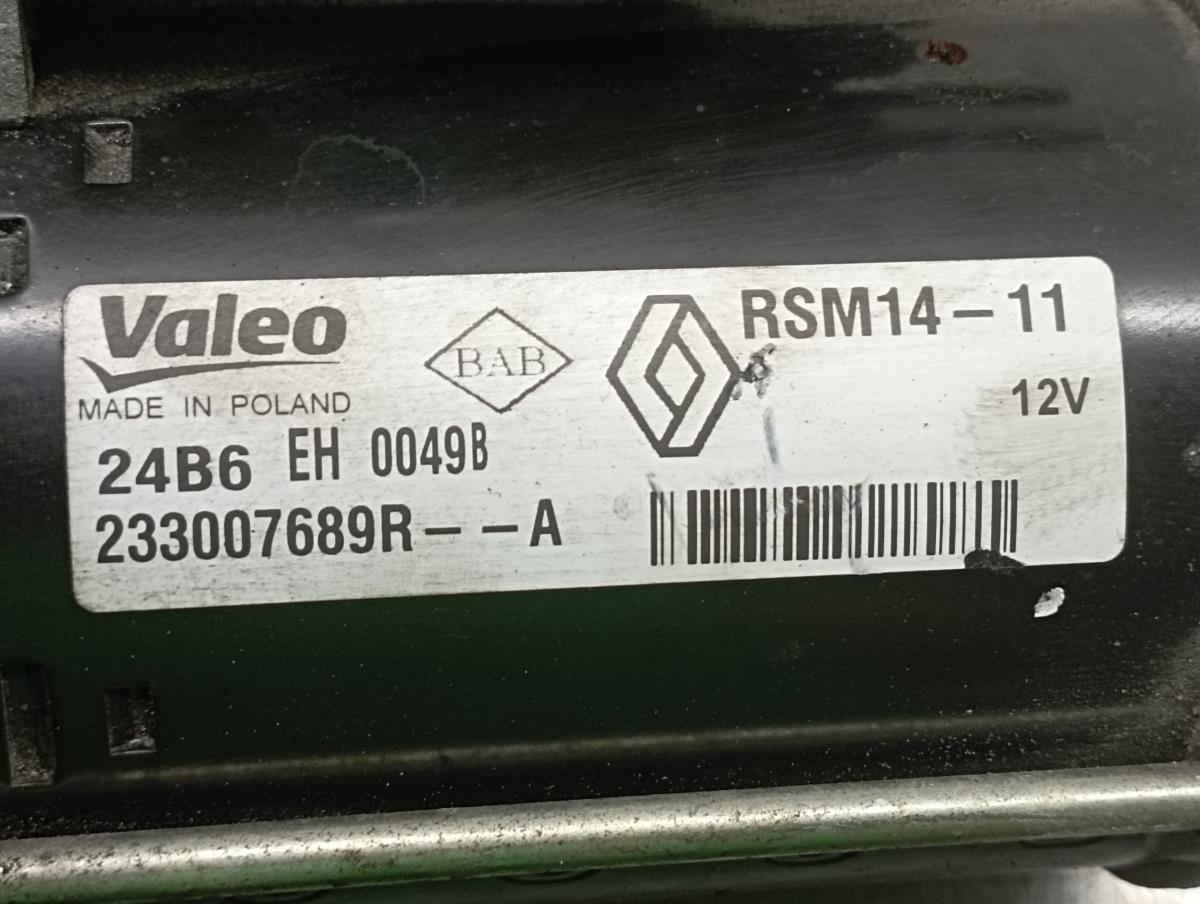 Valeo
MADE IN POLAND
BAB
RSM14-11
12V
24B6 EH 0049B
233007689R--A